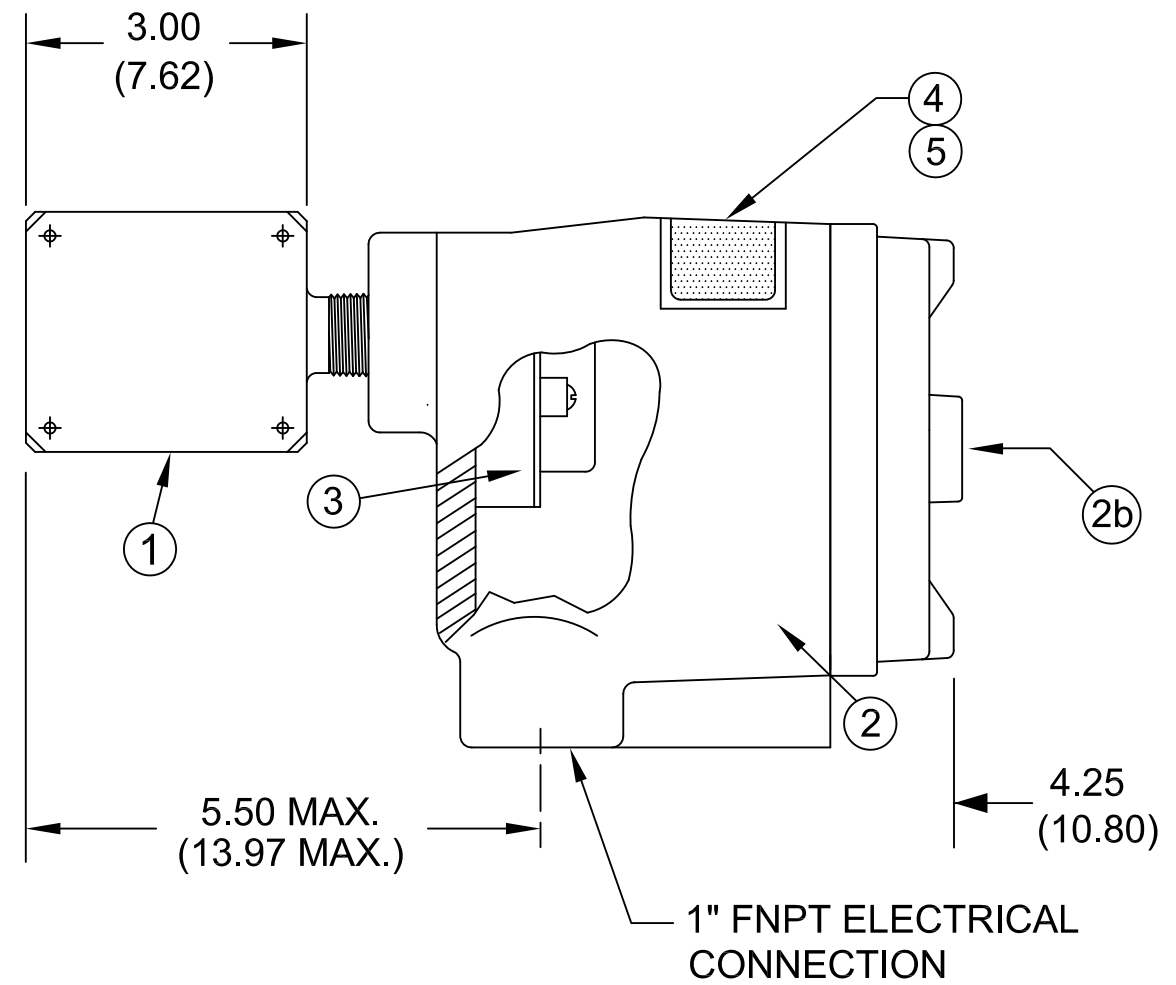 3.00
(7.62)
4
5
3
1
2b
2
5.50 MAX.
(13.97 MAX.)
4.25
(10.80)
1" FNPT ELECTRICAL
CONNECTION